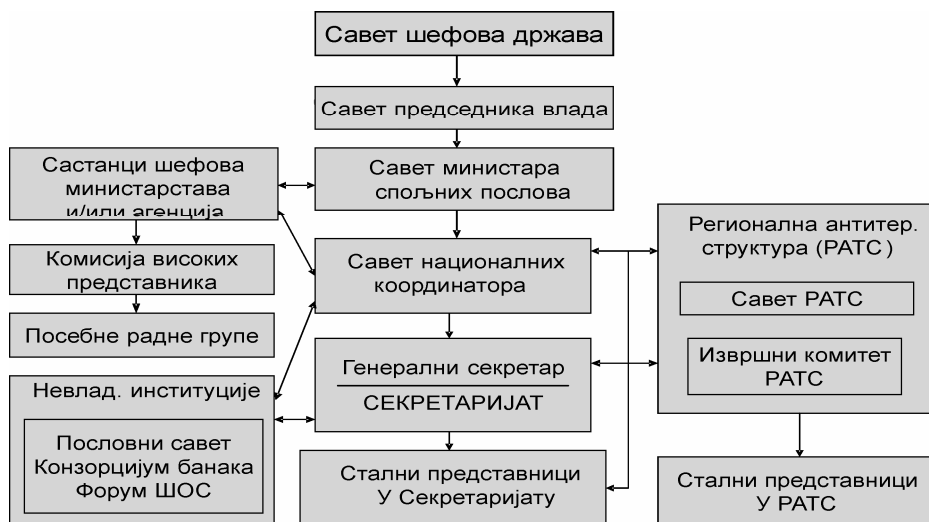 Савет шефова држава
Савет председника влада
Састанци шефова
министарстава
и/или агенција
Савет министара
спољних послова
Регионална антитер.
структура (РАТС)
Савет РАТС
Извршни комитет
РАТС
Комисија високих
представника
Савет националних
координатора
Посебне радне групе
Генерални секретар
СЕКРЕТАРИЈАТ
Невлад. институције
Пословни савет
Конзорцијум банака
Форум ШОС
Стални представници
У Секретаријату
Стални представници
У РАТС